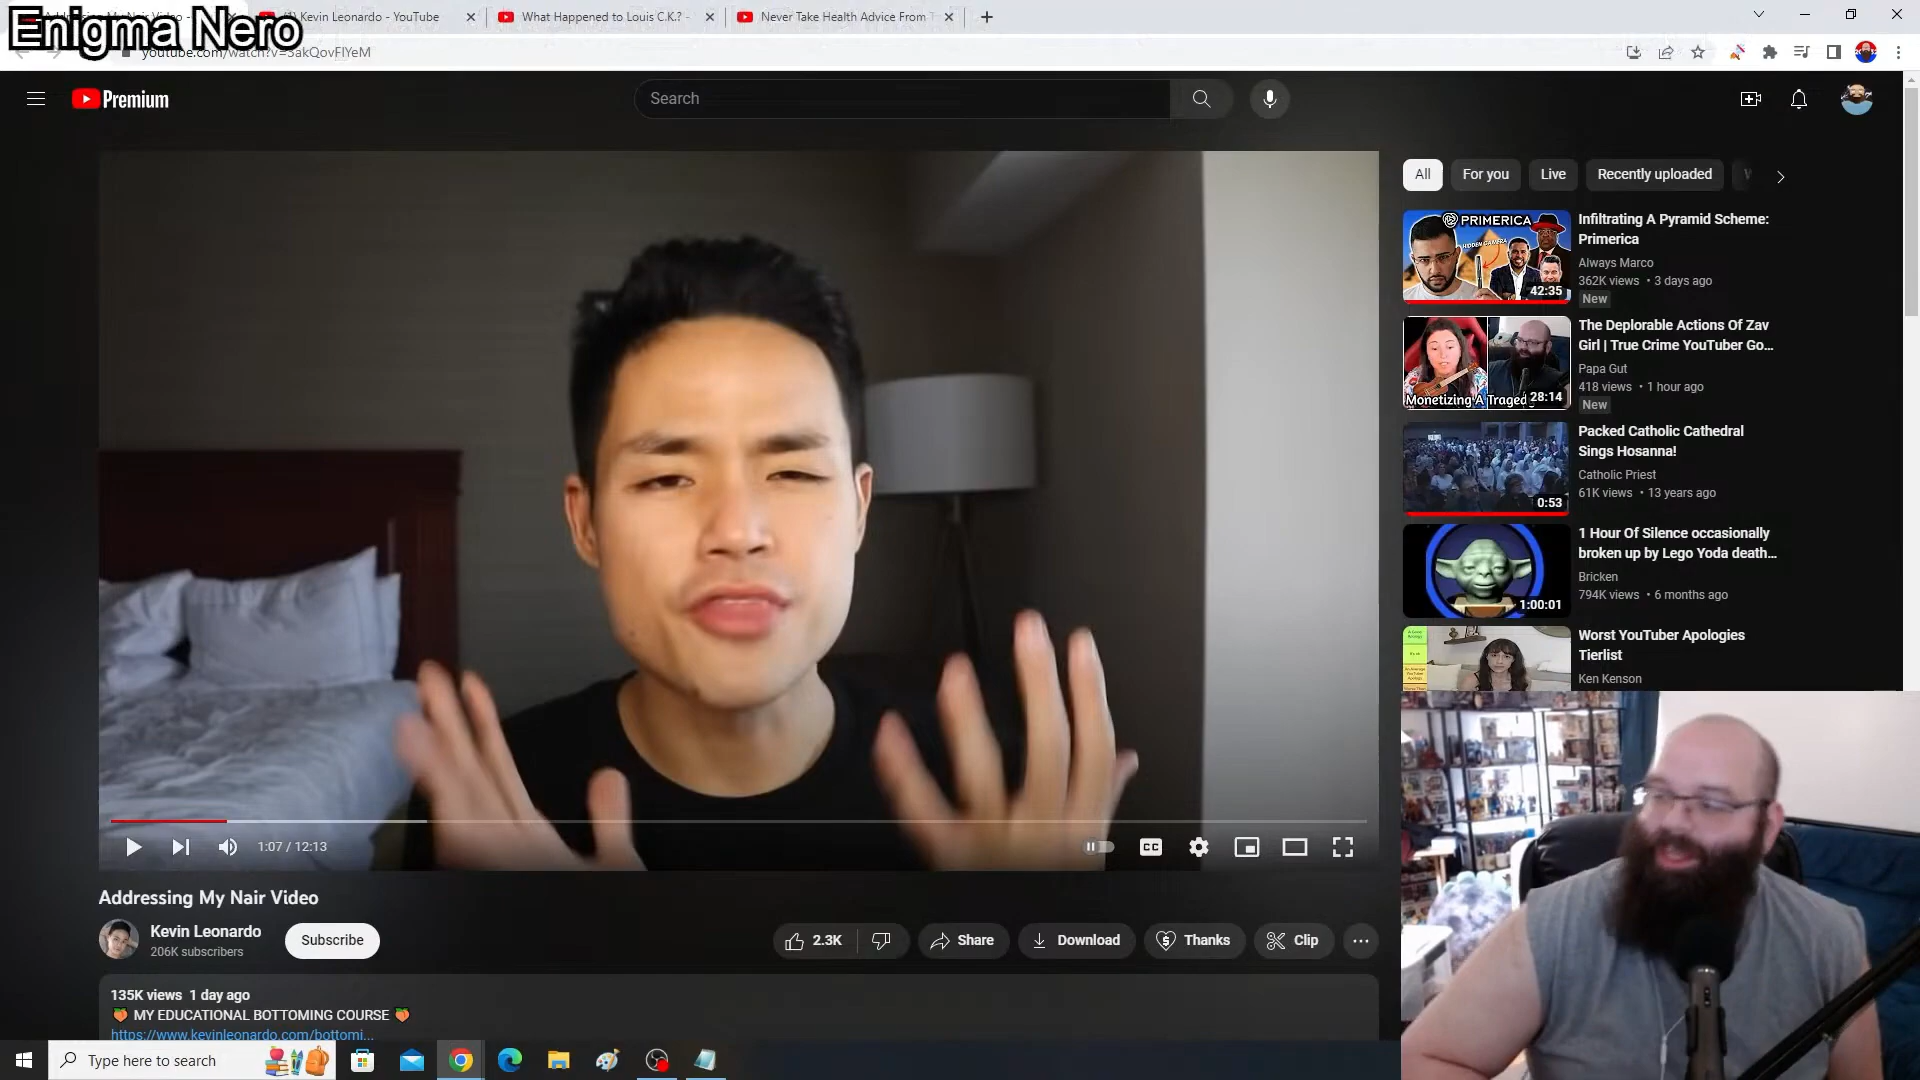 Enigma Nero
(1) Kevin Leonardo - YouTube
What Happened to Louis C.K.? -
Never Take Health Advice From
youtube.com/watch?v=3akQovFlYeM
Premium
Search
All
For you
Live
Recently uploaded
PRIMERICA
HIDDEN CAMERA
42:35
Infiltrating A Pyramid Scheme:
Primerica
Always Marco
362K views • 3 days ago
New
Monetizing A Traged
28:14
The Deplorable Actions Of Zav
Girl | True Crime YouTuber Go...
Papa Gut
418 views • 1 hour ago
New
0:53
Packed Catholic Cathedral
Sings Hosanna!
Catholic Priest
61K views • 13 years ago
1:00:01
1 Hour Of Silence occasionally
broken up by Lego Yoda death...
Bricken
794K views • 6 months ago
Worst YouTuber Apologies
Tierlist
Ken Kenson
1:07 / 12:13
CC
Addressing My Nair Video
Kevin Leonardo
206K subscribers
Subscribe
2.3K
Share
Download
Thanks
Clip
135K views 1 day ago
🍑 MY EDUCATIONAL BOTTOMING COURSE 🍑
https://www.kevinleonardo.com/bottomi...
Type here to search